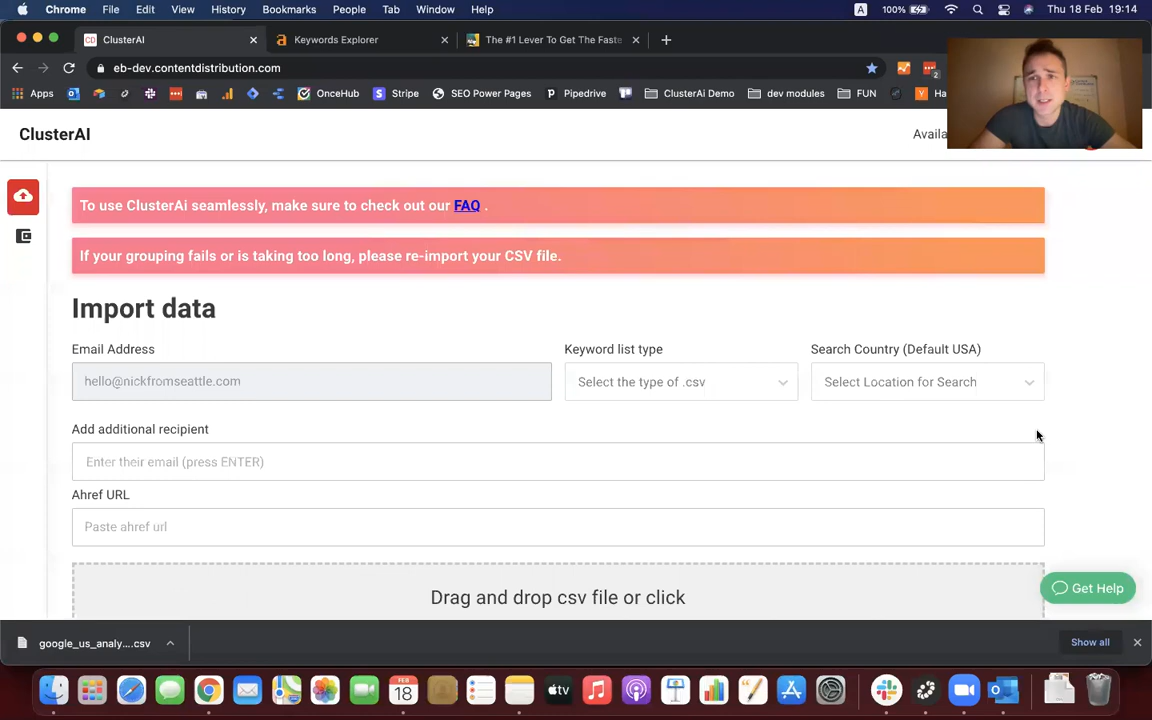 Chrome File Edit View History Bookmarks People Tab Window Help A 100% Thu 18 Feb 19:14
CD ClusterAI Keywords Explorer The #1 Lever To Get The Faste
eb-dev.contentdistribution.com 2
Apps OnceHub Stripe SEO Power Pages Pipedrive ClusterAi Demo dev modules FUN Ha
ClusterAI Availa
To use ClusterAi seamlessly, make sure to check out our FAQ .
If your grouping fails or is taking too long, please re-import your CSV file.
Import data
Email Address Keyword list type Search Country (Default USA)
hello@nickfromseattle.com Select the type of .csv Select Location for Search
Add additional recipient
Enter their email (press ENTER)
Ahref URL
Paste ahref url
Drag and drop csv file or click
Get Help
google_us_analy....csv Show all
FEB
18
tv